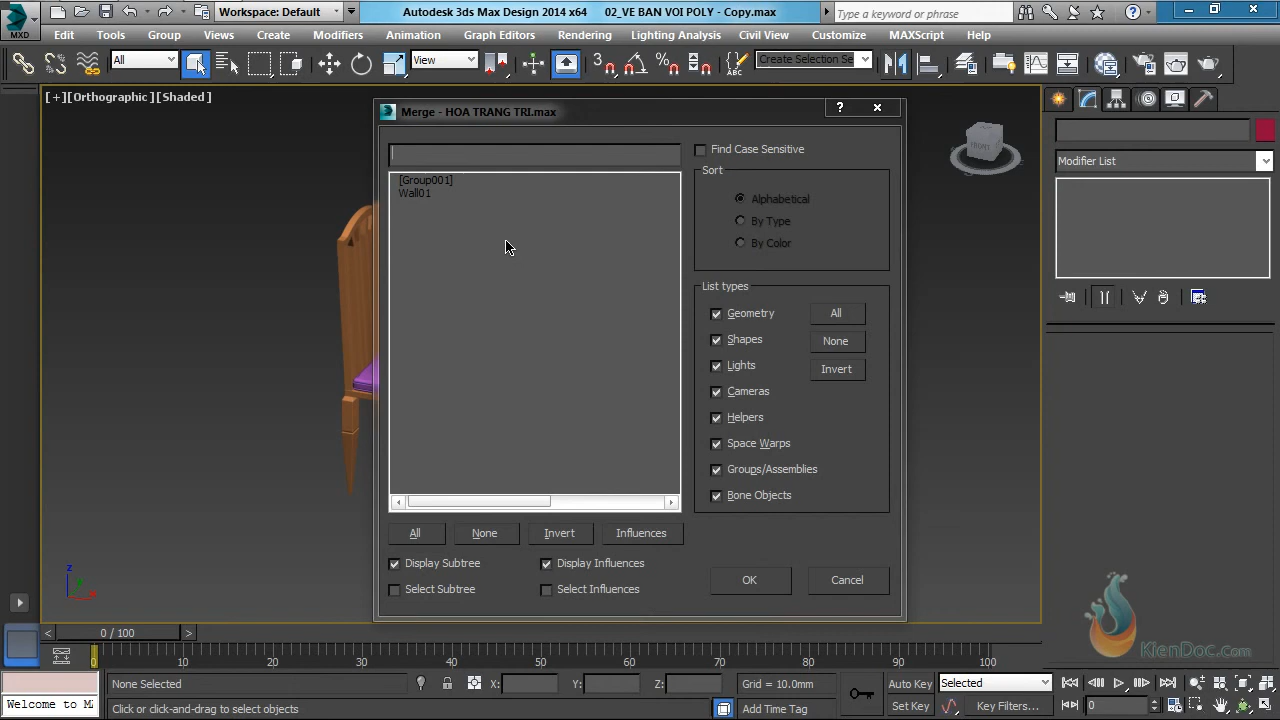 MXD
Workspace: Default
Autodesk 3ds Max Design 2014 x64 02_VE BAN VOI POLY - Copy.max
Type a keyword or phrase
Edit Tools Group Views Create Modifiers Animation Graph Editors Rendering Lighting Analysis Civil View Customize MAXScript Help
All
View
Create Selection Se
[+][Orthographic][Shaded]
Merge - HOA TRANG TRI.max
?
Find Case Sensitive
[Group001]
Wall01
Sort
Alphabetical
By Type
By Color
List types
Geometry
Shapes
Lights
Cameras
Helpers
Space Warps
Groups/Assemblies
Bone Objects
All
None
Invert
All None Invert Influences
Display Subtree Display Influences
Select Subtree Select Influences
OK Cancel
FRONT
Modifier List
z
y
x
KienDoc.com
< 0 / 100 >
0 10 20 30 40 50 60 70 80 90 100
None Selected
X: Y: Z:
Grid = 10.0mm
Auto Key
Selected
Welcome to M
Click or click-and-drag to select objects
Add Time Tag
Set Key
Key Filters...
0